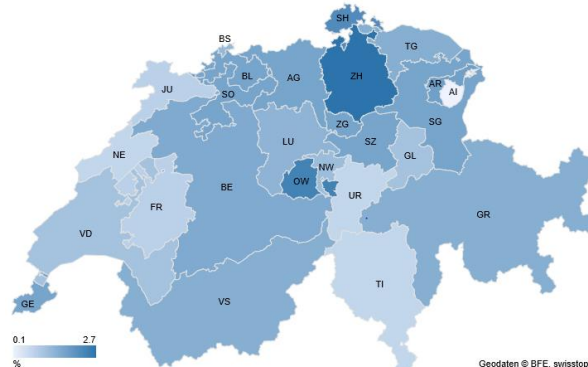 SH
BS
TG
BL
AG
ZH
JU
SO
AR
AI
ZG
SG
NE
LU
SZ
GL
NW
BE
OW
UR
FR
GR
VD
TI
GE
VS
0.1 2.7
%
Geodaten © BFE, swisstop